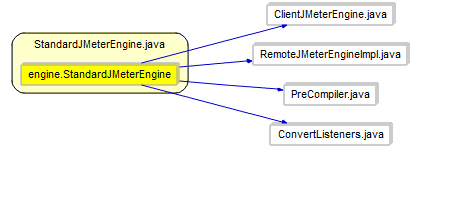 ClientJMeterEngine.java
StandardJMeterEngine.java
RemoteJMeterEngineImpl.java
engine.StandardJMeterEngine
PreCompiler.java
ConvertListeners.java